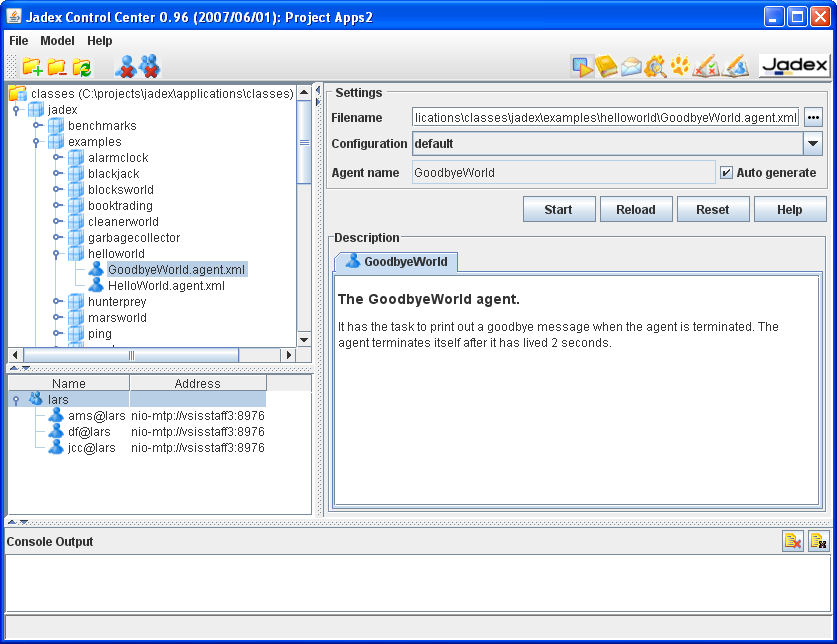 Jadex Control Center 0.96 (2007/06/01): Project Apps2
File Model Help
Jadex
classes (C:\projects\jadex\applications\classes)
jadex
benchmarks
examples
alarmclock
blackjack
blocksworld
booktrading
cleanerworld
garbagecollector
helloworld
GoodbyeWorld.agent.xml
HelloWorld.agent.xml
hunterprey
marsworld
ping
Name Address
lars
ams@lars nio-mtp://vsisstaff3:8976
df@lars nio-mtp://vsisstaff3:8976
jcc@lars nio-mtp://vsisstaff3:8976
Settings
Filename lications\classes\jadex\examples\helloworld\GoodbyeWorld.agent.xml ...
Configuration default
Agent name GoodbyeWorld Auto generate
Start Reload Reset Help
Description
GoodbyeWorld
The GoodbyeWorld agent.
It has the task to print out a goodbye message when the agent is terminated. The
agent terminates itself after it has lived 2 seconds.
Console Output